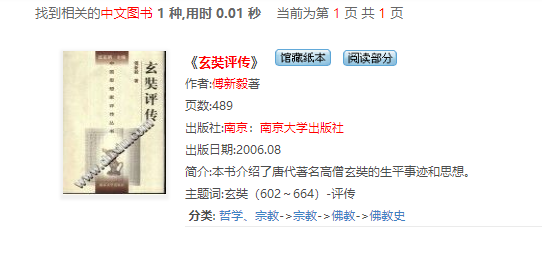 找到相关的中文图书 1 种,用时 0.01 秒 当前为第 1 页 共 1 页
玄奘评传
《玄奘评传》 馆藏纸本 阅读部分
作者:傅新毅著
页数:489
出版社:南京：南京大学出版社
出版日期:2006.08
简介:本书介绍了唐代著名高僧玄奘的生平事迹和思想。
主题词:玄奘（602～664）-评传
分类: 哲学、宗教->宗教->佛教->佛教史